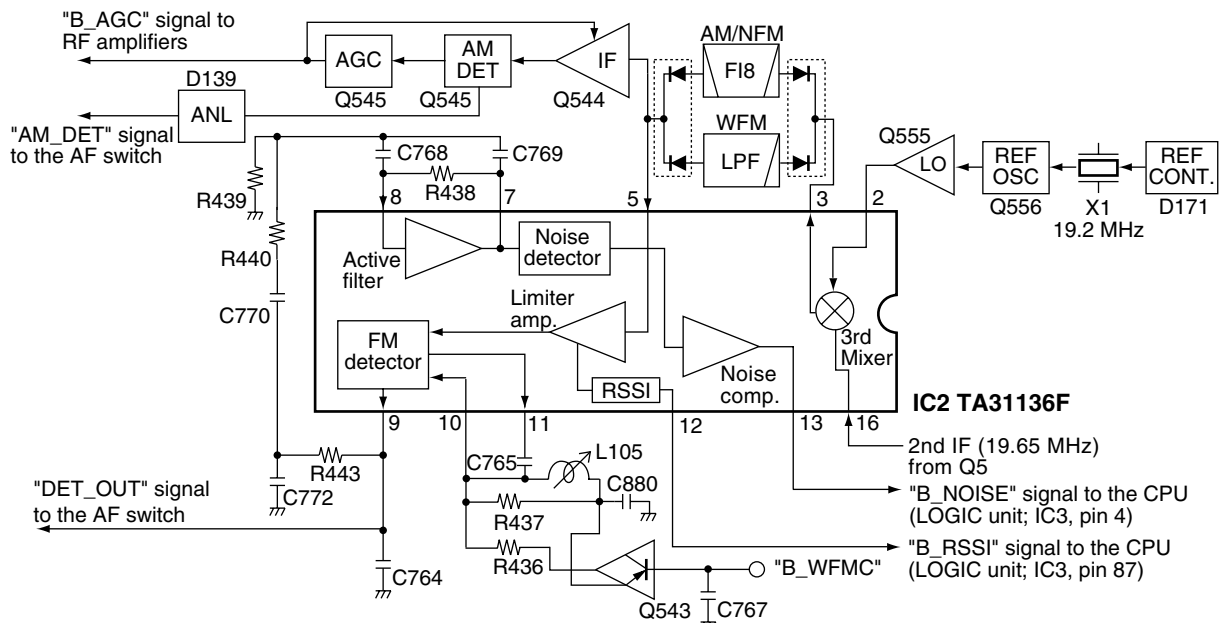 "B_AGC" signal to
RF amplifiers
AGC
Q545
AM
DET
Q545
IF
Q544
AM/NFM
FI8
WFM
LPF
D139
ANL
"AM_DET" signal
to the AF switch
C768
C769
R438
R439
R440
C770
Q555
LO
REF
OSC
Q556
X1
19.2 MHz
REF
CONT.
D171
8
7
5
3
2
Active
filter
Noise
detector
Limiter
amp.
FM
detector
RSSI
Noise
comp.
3rd
Mixer
IC2 TA31136F
9
10
11
12
13
16
2nd IF (19.65 MHz)
from Q5
"B_NOISE" signal to the CPU
(LOGIC unit; IC3, pin 4)
"B_RSSI" signal to the CPU
(LOGIC unit; IC3, pin 87)
R443
C772
"DET_OUT" signal
to the AF switch
C764
C765
L105
C880
R437
R436
Q543
C767
"B_WFMC"